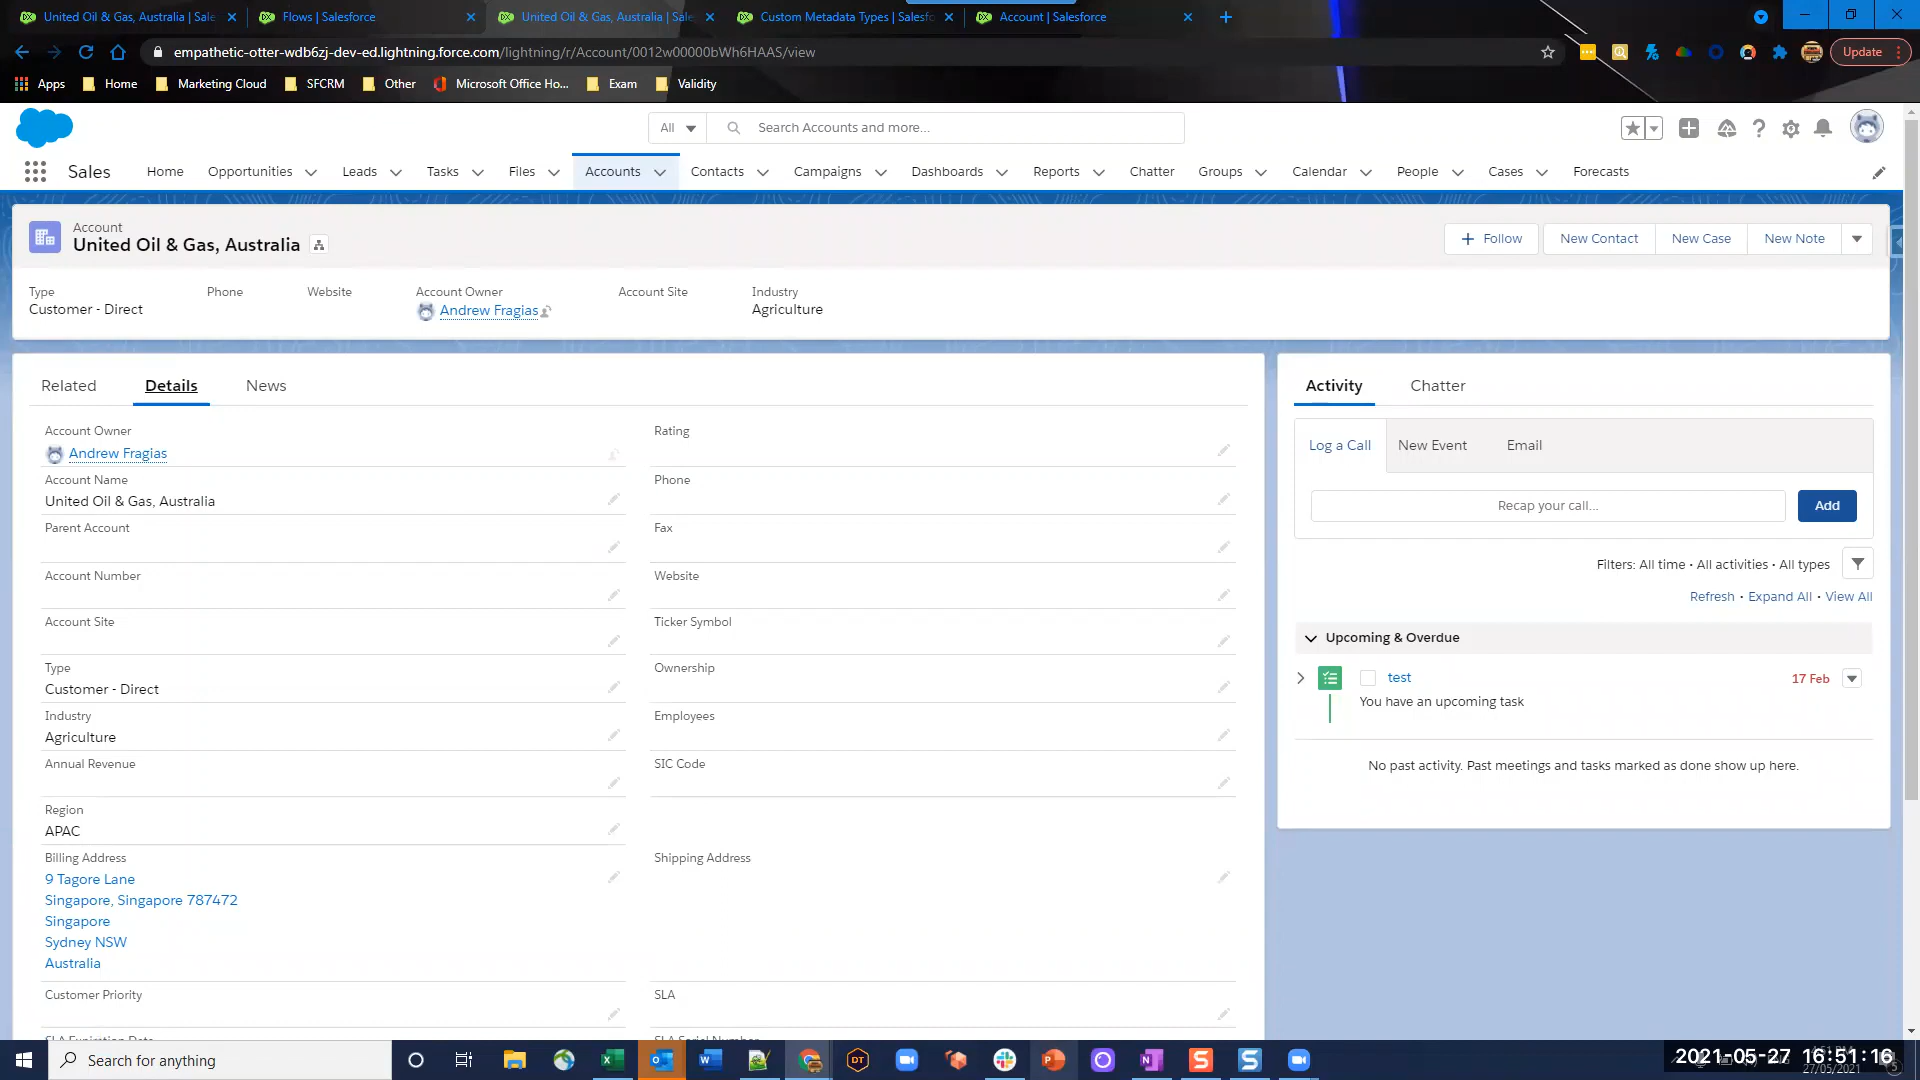 United Oil & Gas, Australia | Sale
Flows | Salesforce
United Oil & Gas, Australia | Sale
Custom Metadata Types | Salesfo
Account | Salesforce
empathetic-otter-wdb6zj-dev-ed.lightning.force.com/lightning/r/Account/0012w00000bWh6HAAS/view
Update
Apps
Home
Marketing Cloud
SFCRM
Other
Microsoft Office Ho...
Exam
Validity
All
Search Accounts and more...
Sales
Home
Opportunities
Leads
Tasks
Files
Accounts
Contacts
Campaigns
Dashboards
Reports
Chatter
Groups
Calendar
People
Cases
Forecasts
Account
United Oil & Gas, Australia
Follow
New Contact
New Case
New Note
Type
Customer - Direct
Phone
Website
Account Owner
Andrew Fragias
Account Site
Industry
Agriculture
Related
Details
News
Account Owner
Andrew Fragias
Rating
Account Name
United Oil & Gas, Australia
Phone
Parent Account
Fax
Account Number
Website
Account Site
Ticker Symbol
Type
Customer - Direct
Ownership
Industry
Agriculture
Employees
Annual Revenue
SIC Code
Region
APAC
Billing Address
9 Tagore Lane
Singapore, Singapore 787472
Singapore
Sydney NSW
Australia
Shipping Address
Customer Priority
SLA
SLA Expiration Date
SLA Serial Number
Activity
Chatter
Log a Call
New Event
Email
Recap your call...
Add
Filters: All time • All activities • All types
Refresh • Expand All • View All
Upcoming & Overdue
test
17 Feb
You have an upcoming task
No past activity. Past meetings and tasks marked as done show up here.
Search for anything
2021-05-27 16:51:16
27/05/2021